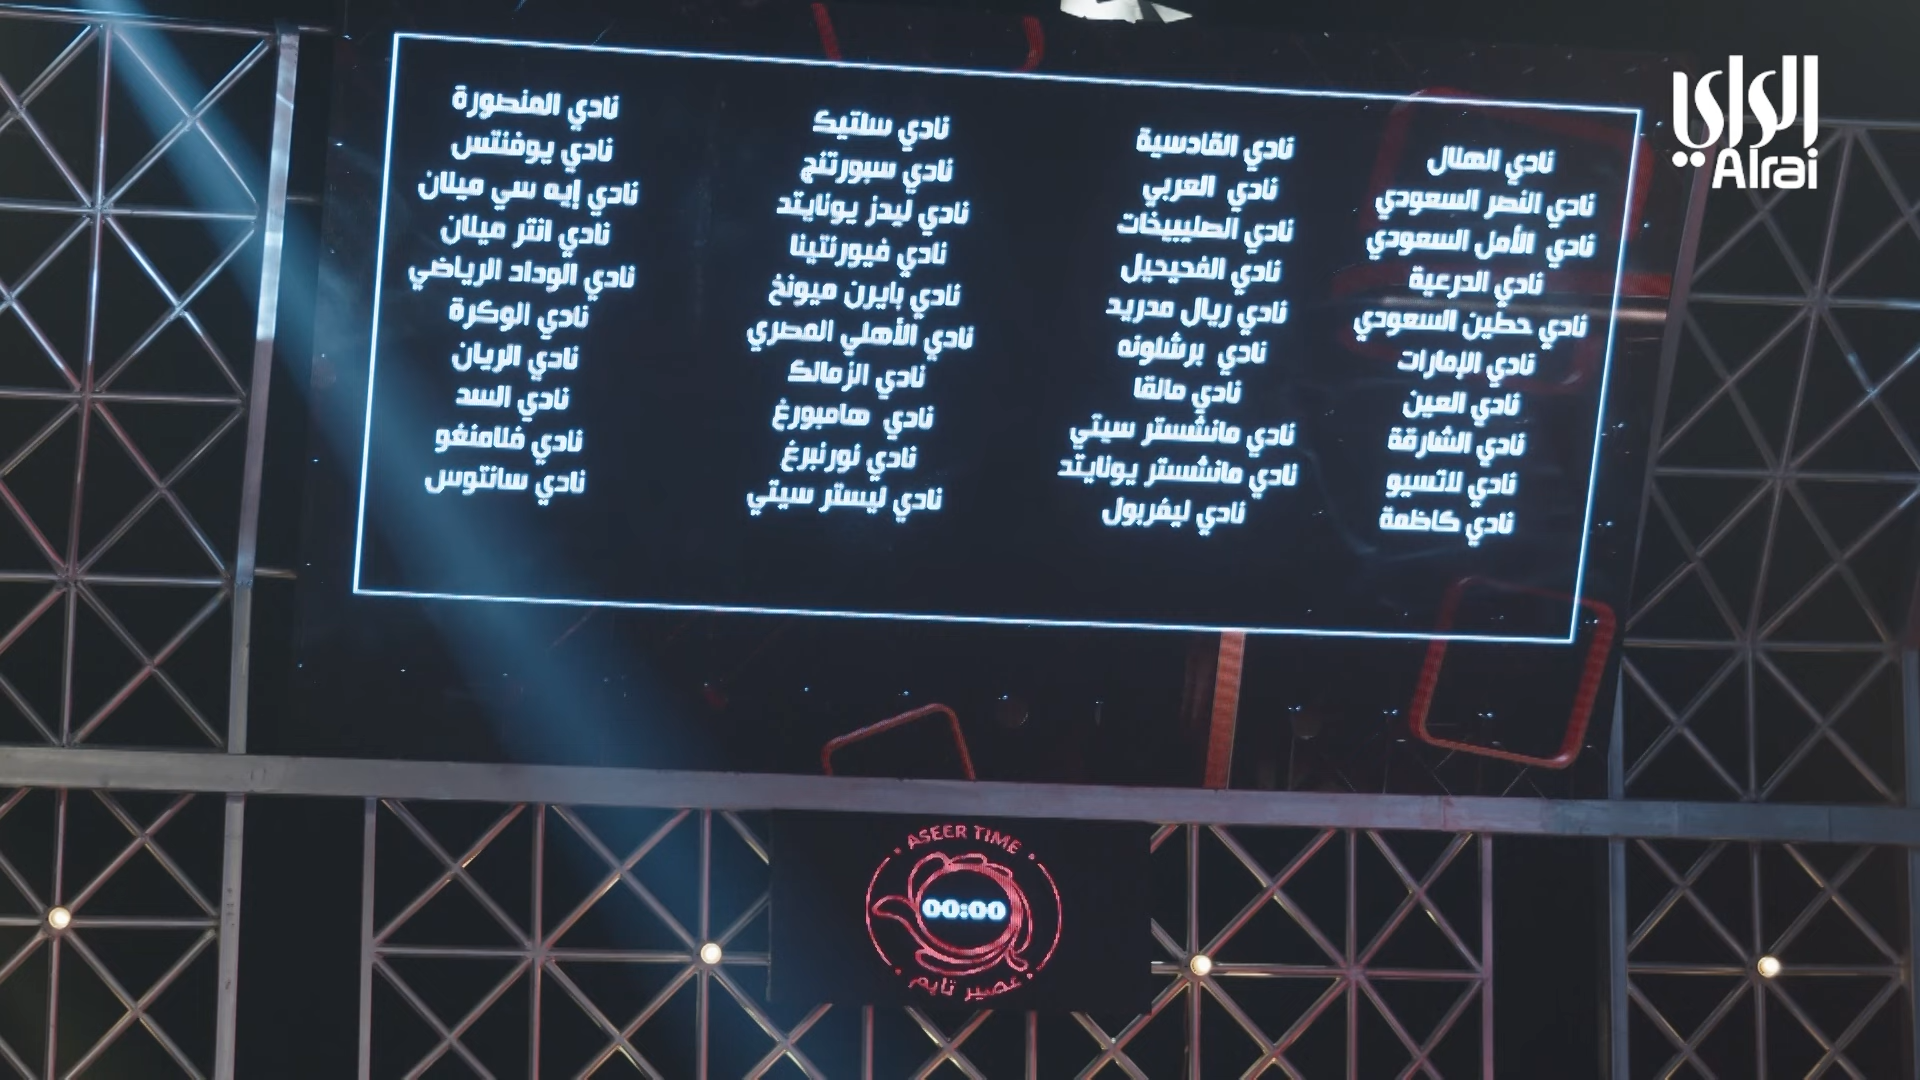 نادي الهلال
نادي النصر السعودي
نادي الأمل السعودي
نادي الدرعية
نادي حطين السعودي
نادي الإمارات
نادي العين
نادي الشارقة
نادي لاتسيو
نادي كاظمة
نادي القادسية
نادي العربي
نادي الصليبيخات
نادي الفحيحيل
نادي ريال مدريد
نادي برشلونه
نادي مالقا
نادي مانشستر سيتي
نادي مانشستر يونايتد
نادي ليفربول
نادي سلتيك
نادي سبورتنج
نادي ليدز يونايتد
نادي فيورنتينا
نادي بايرن ميونخ
نادي الأهلي المصري
نادي الزمالك
نادي هامبورغ
نادي نورنبرغ
نادي ليستر سيتي
نادي المنصورة
نادي يوفنتس
نادي إيه سي ميلان
نادي انتر ميلان
نادي الوداد الرياضي
نادي الوكرة
نادي الريان
نادي السد
نادي فلامنغو
نادي سانتوس
الراي
Alrai
ASEER TIME
00:00
عصير تايم